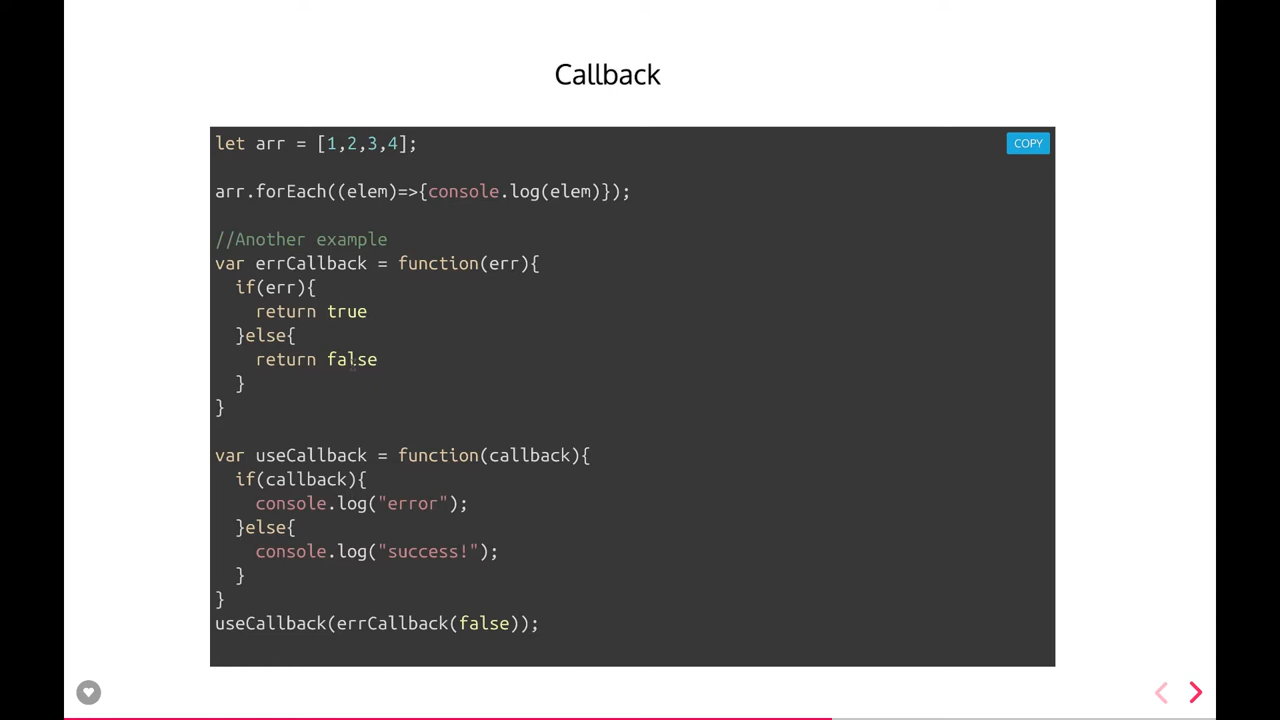 Callback
let arr = [1,2,3,4];
COPY
arr.forEach((elem)=>{console.log(elem)});
//Another example
var errCallback = function(err){
  if(err){
    return true
  }else{
    return false
  }
}
var useCallback = function(callback){
  if(callback){
    console.log("error");
  }else{
    console.log("success!");
  }
}
useCallback(errCallback(false));